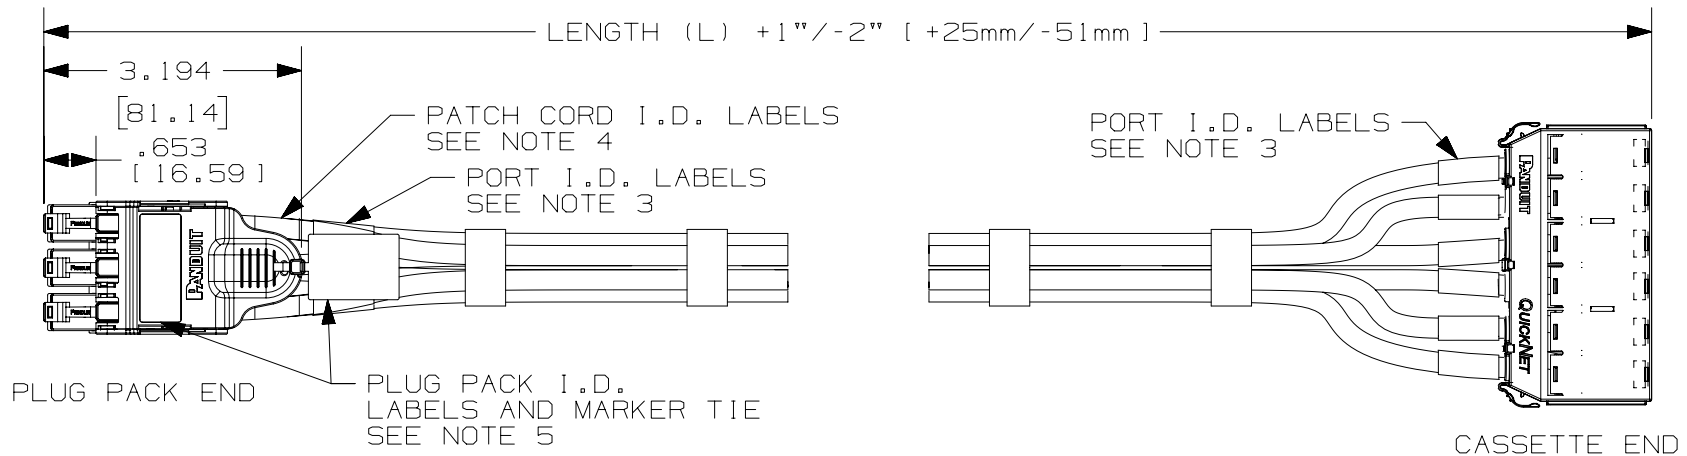 LENGTH (L) +1"/-2" [ +25mm/-51mm ]
3.194
[81.14]
.653
[ 16.59 ]
PATCH CORD I.D. LABELS
SEE NOTE 4
PORT I.D. LABELS
SEE NOTE 3
PORT I.D. LABELS
SEE NOTE 3
PANDUIT
PANDUIT
QUICKNET
PLUG PACK END
PLUG PACK I.D.
LABELS AND MARKER TIE
SEE NOTE 5
CASSETTE END